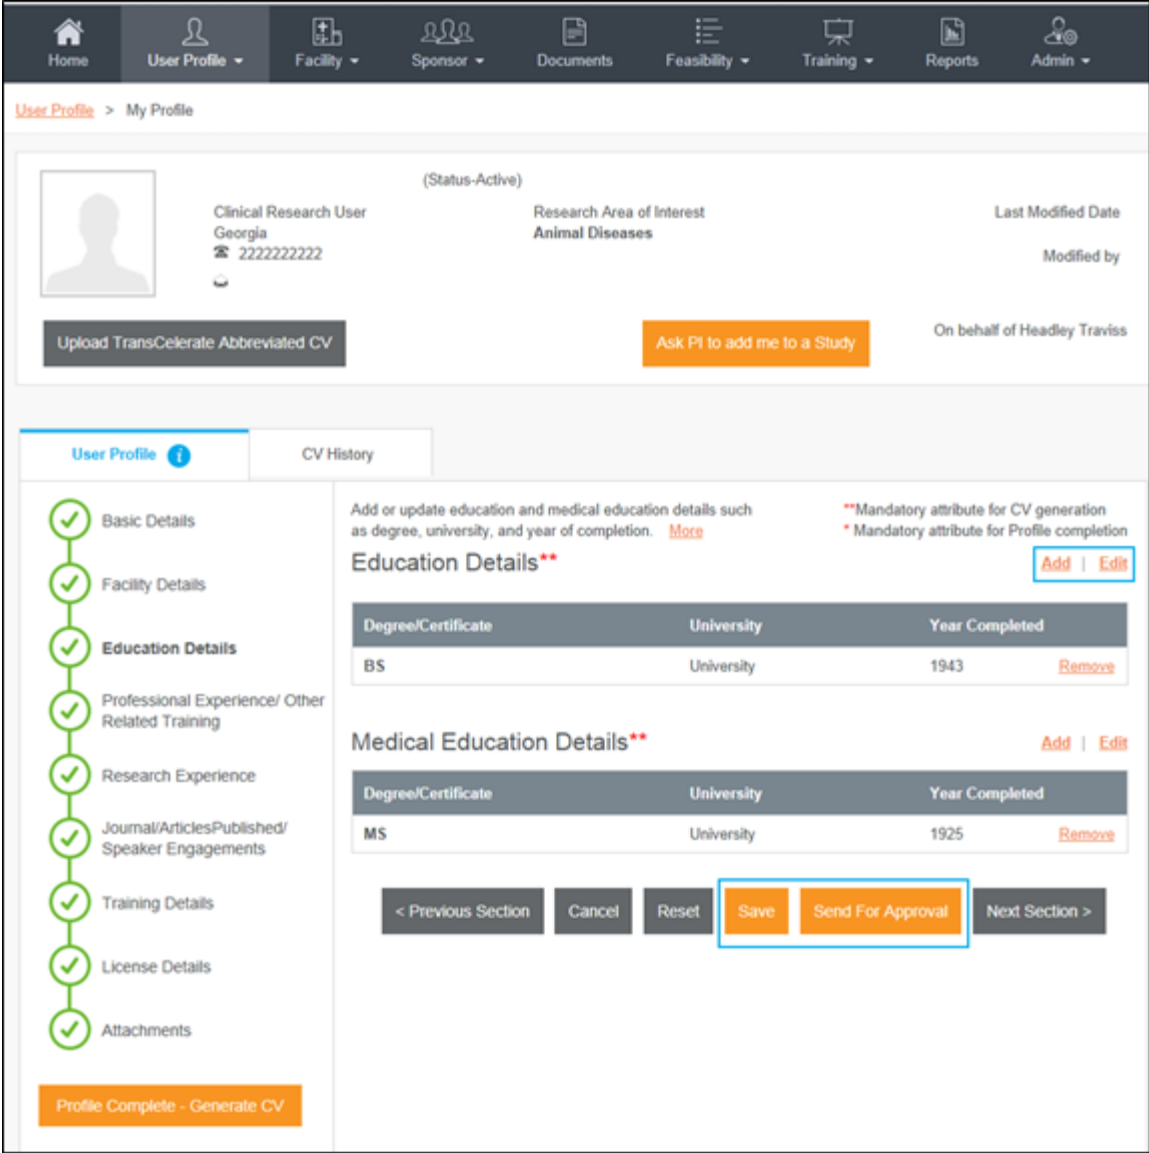 Home
User Profile
Facility
Sponsor
Documents
Feasibility
Training
Reports
Admin
User Profile > My Profile
(Status-Active)
Clinical Research User
Georgia
2222222222
Research Area of Interest
Animal Diseases
Last Modified Date
Modified by
On behalf of Headley Traviss
Upload TransCelerate Abbreviated CV
Ask PI to add me to a Study
User Profile i
CV History
Basic Details
Facility Details
Education Details
Professional Experience/ Other
Related Training
Research Experience
Journal/ArticlesPublished/
Speaker Engagements
Training Details
License Details
Attachments
Profile Complete - Generate CV
Add or update education and medical education details such
as degree, university, and year of completion. More
**Mandatory attribute for CV generation
* Mandatory attribute for Profile completion
Education Details**
Add | Edit
Degree/Certificate University Year Completed
BS University 1943 Remove
Medical Education Details**
Add | Edit
Degree/Certificate University Year Completed
MS University 1925 Remove
< Previous Section Cancel Reset Save Send For Approval Next Section >